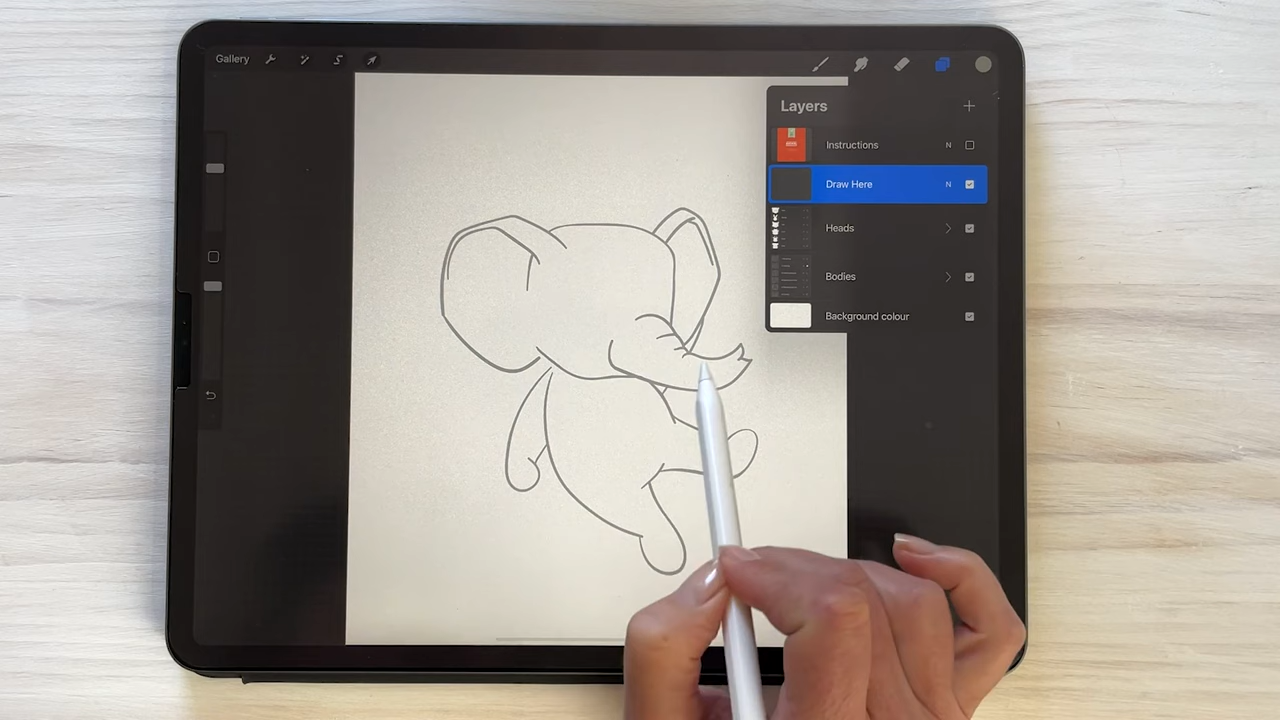 Gallery
Layers
Instructions N
Draw Here N
Heads
Bodies
Background colour